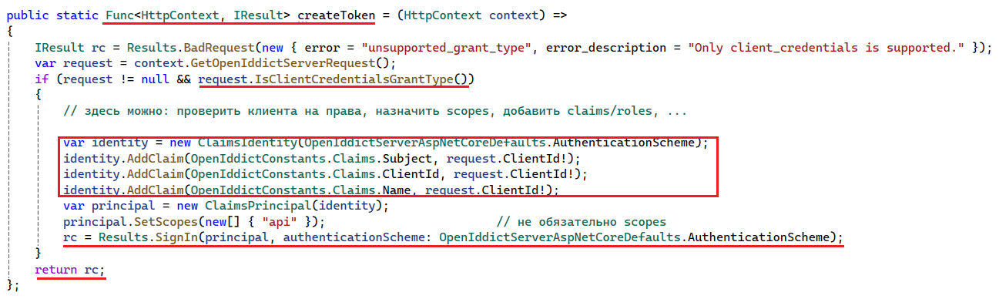 public static Func<HttpContext, IResult> createToken = (HttpContext context) =>
{
    IResult rc = Results.BadRequest(new { error = "unsupported_grant_type", error_description = "Only client_credentials is supported." });
    var request = context.GetOpenIddictServerRequest();
    if (request != null && request.IsClientCredentialsGrantType())
    {
        // здесь можно: проверить клиента на права, назначить scopes, добавить claims/roles, ...
        var identity = new ClaimsIdentity(OpenIddictServerAspNetCoreDefaults.AuthenticationScheme);
        identity.AddClaim(OpenIddictConstants.Claims.Subject, request.ClientId!);
        identity.AddClaim(OpenIddictConstants.Claims.ClientId, request.ClientId!);
        identity.AddClaim(OpenIddictConstants.Claims.Name, request.ClientId!);
        var principal = new ClaimsPrincipal(identity);
        principal.SetScopes(new[] { "api" });                        // не обязательно scopes
        rc = Results.SignIn(principal, authenticationScheme: OpenIddictServerAspNetCoreDefaults.AuthenticationScheme);
    }
    return rc;
};